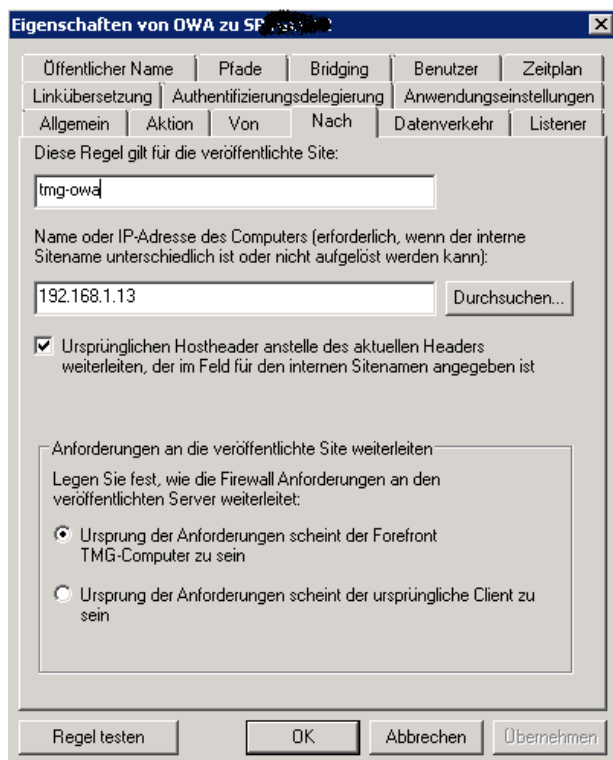 Eigenschaften von OWA zu
Öffentlicher Name Pfade Bridging Benutzer Zeitplan
Linkübersetzung Authentifizierungsdelegierung Anwendungseinstellungen
Allgemein Aktion Von Nach Datenverkehr Listener
Diese Regel gilt für die veröffentlichte Site:
tmg-owa
Name oder IP-Adresse des Computers (erforderlich, wenn der interne
Sitename unterschiedlich ist oder nicht aufgelöst werden kann):
192.168.1.13 Durchsuchen...
Ursprünglichen Hostheader anstelle des aktuellen Headers
weiterleiten, der im Feld für den internen Sitenamen angegeben ist
Anforderungen an die veröffentlichte Site weiterleiten
Legen Sie fest, wie die Firewall Anforderungen an den
veröffentlichten Server weiterleitet:
Ursprung der Anforderungen scheint der Forefront
TMG-Computer zu sein
Ursprung der Anforderungen scheint der ursprüngliche Client zu
sein
Regel testen OK Abbrechen Übernehmen